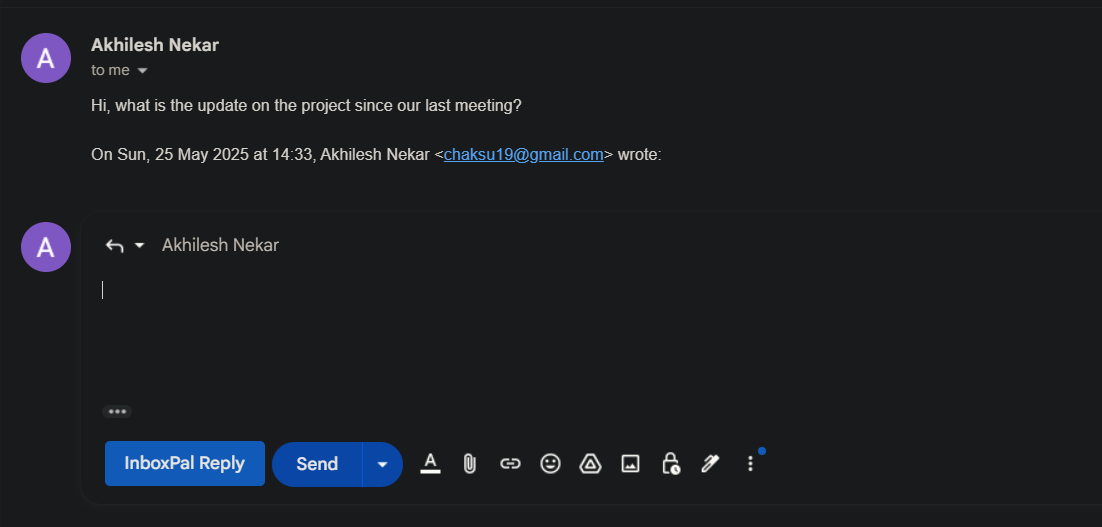 A
Akhilesh Nekar
to me
Hi, what is the update on the project since our last meeting?
On Sun, 25 May 2025 at 14:33, Akhilesh Nekar <chaksu19@gmail.com> wrote:
A
Akhilesh Nekar
InboxPal Reply
Send
A